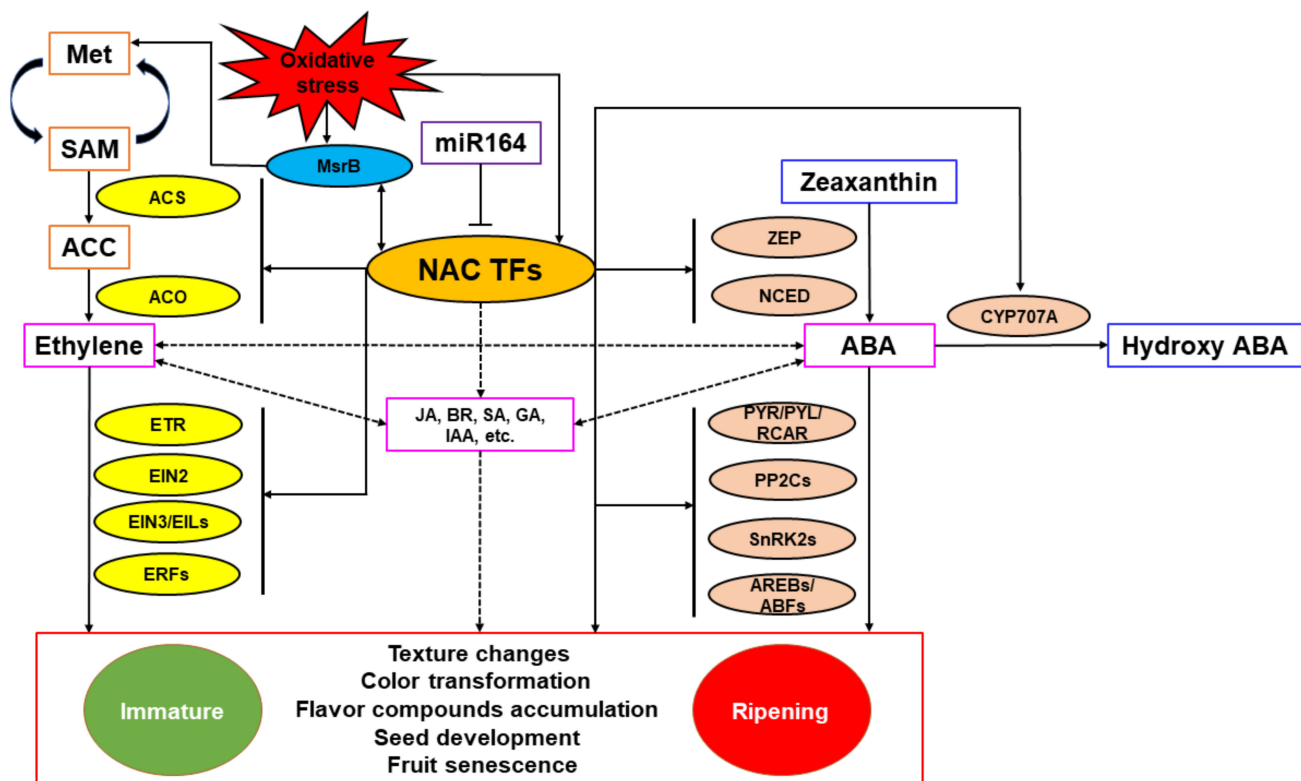 Met
Oxidative
stress
SAM
MsrB
miR164
ACS
Zeaxanthin
ACC
NAC TFs
ZEP
ACO
NCED
CYP707A
Ethylene
ABA
Hydroxy ABA
JA, BR, SA, GA,
IAA, etc.
ETR
EIN2
EIN3/EILs
ERFs
PYR/PYL/
RCAR
PP2Cs
SnRK2s
AREBs/
ABFs
Immature
Texture changes
Color transformation
Flavor compounds accumulation
Seed development
Fruit senescence
Ripening